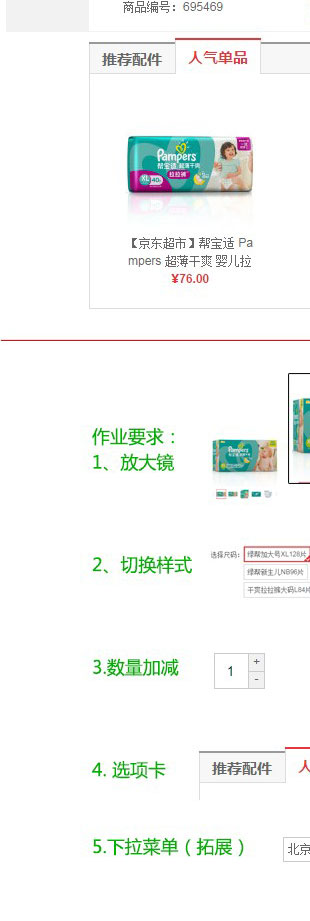 商品编号：695469
推荐配件 人气单品
Pampers
帮宝适 超薄干爽
拉拉裤
XL
【京东超市】帮宝适 Pa
mpers 超薄干爽 婴儿拉
¥76.00
作业要求：
1、放大镜
Pampers
2、切换样式
选择尺码： 绿帮加大号XL128片
绿帮新生儿NB96片
干爽拉拉裤大码L84片
3.数量加减
1 + -
4. 选项卡
推荐配件
5.下拉菜单（拓展）
北京